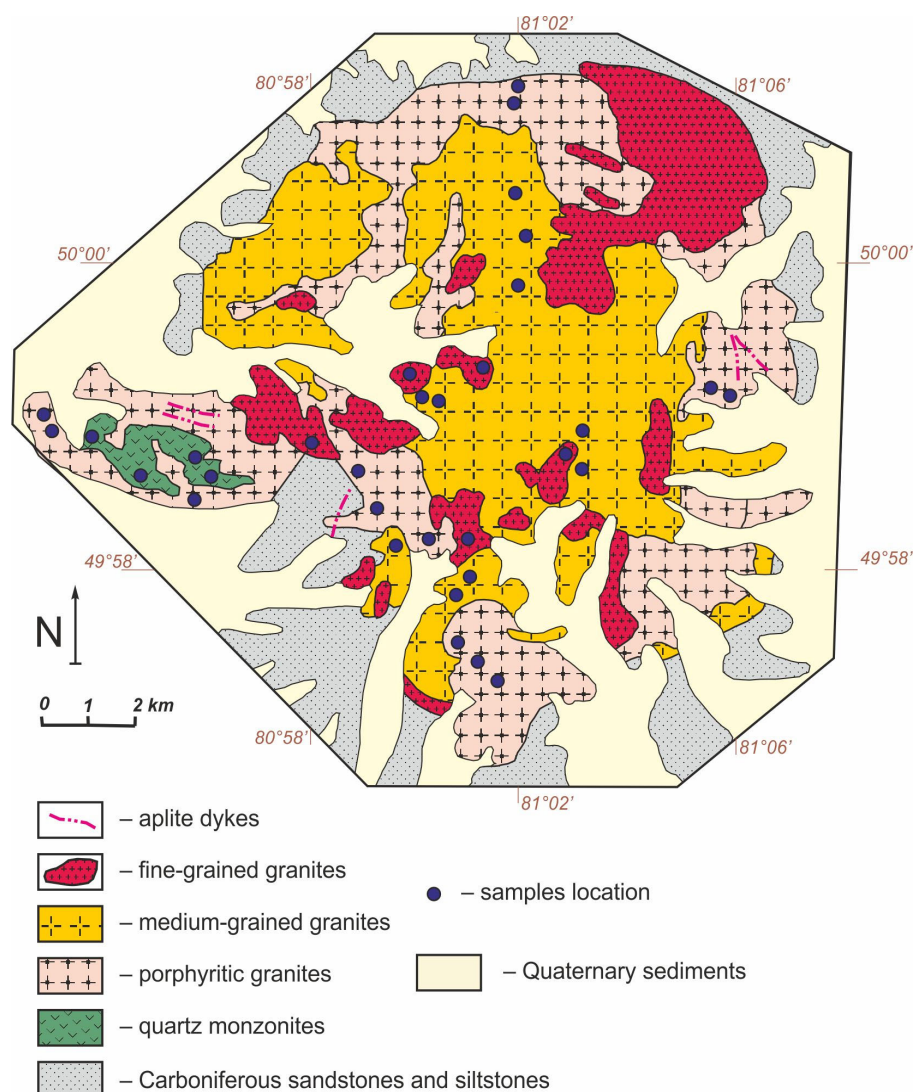 81°02'
80°58'
81°06'
50°00'
50°00'
49°58'
49°58'
N
0 1 2 km
80°58'
81°06'
81°02'
– aplite dykes
– fine-grained granites
– samples location
– medium-grained granites
– porphyritic granites
– Quaternary sediments
– quartz monzonites
– Carboniferous sandstones and siltstones